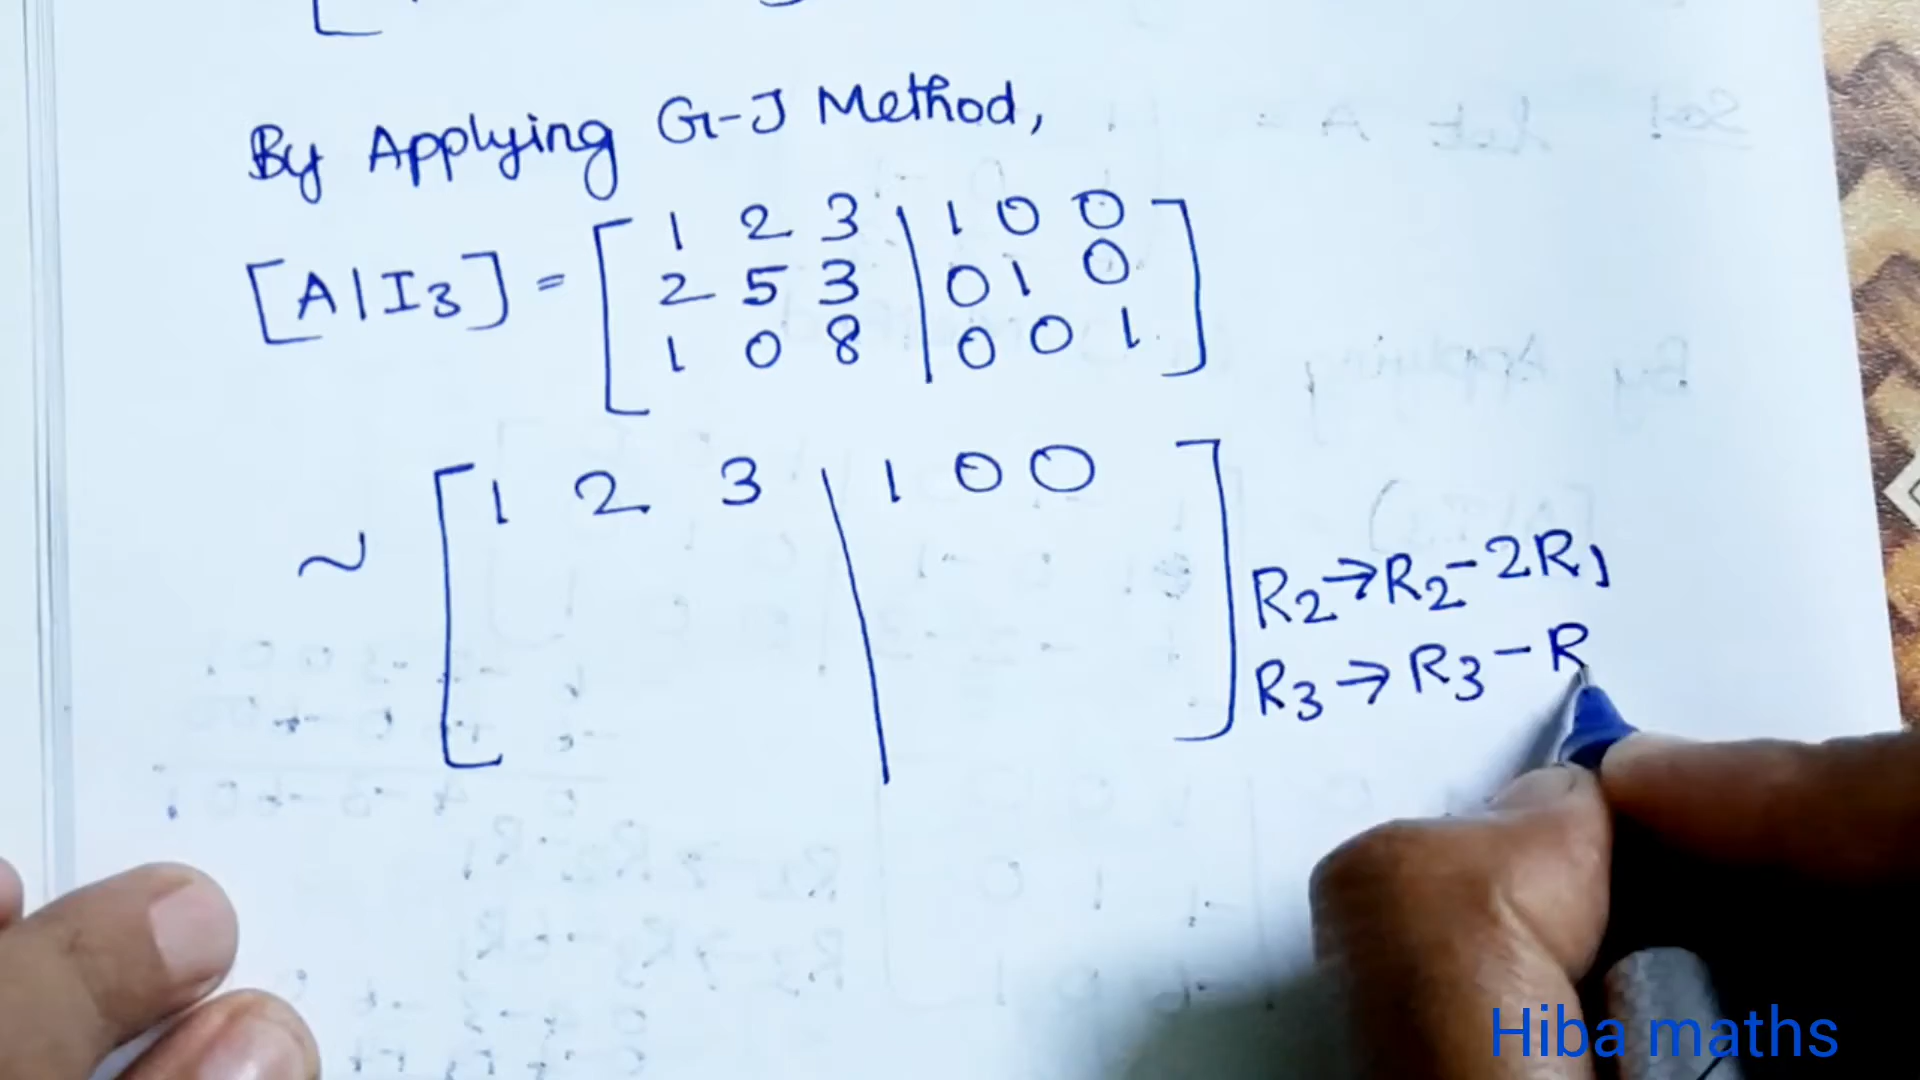 By Applying G-J Method,
[A|I3] = [1 2 3 | 1 0 0
2 5 3 | 0 1 0
1 0 8 | 0 0 1]
~ [1 2 3 | 1 0 0]
R2→R2-2R1
R3→R3-R
Hiba maths